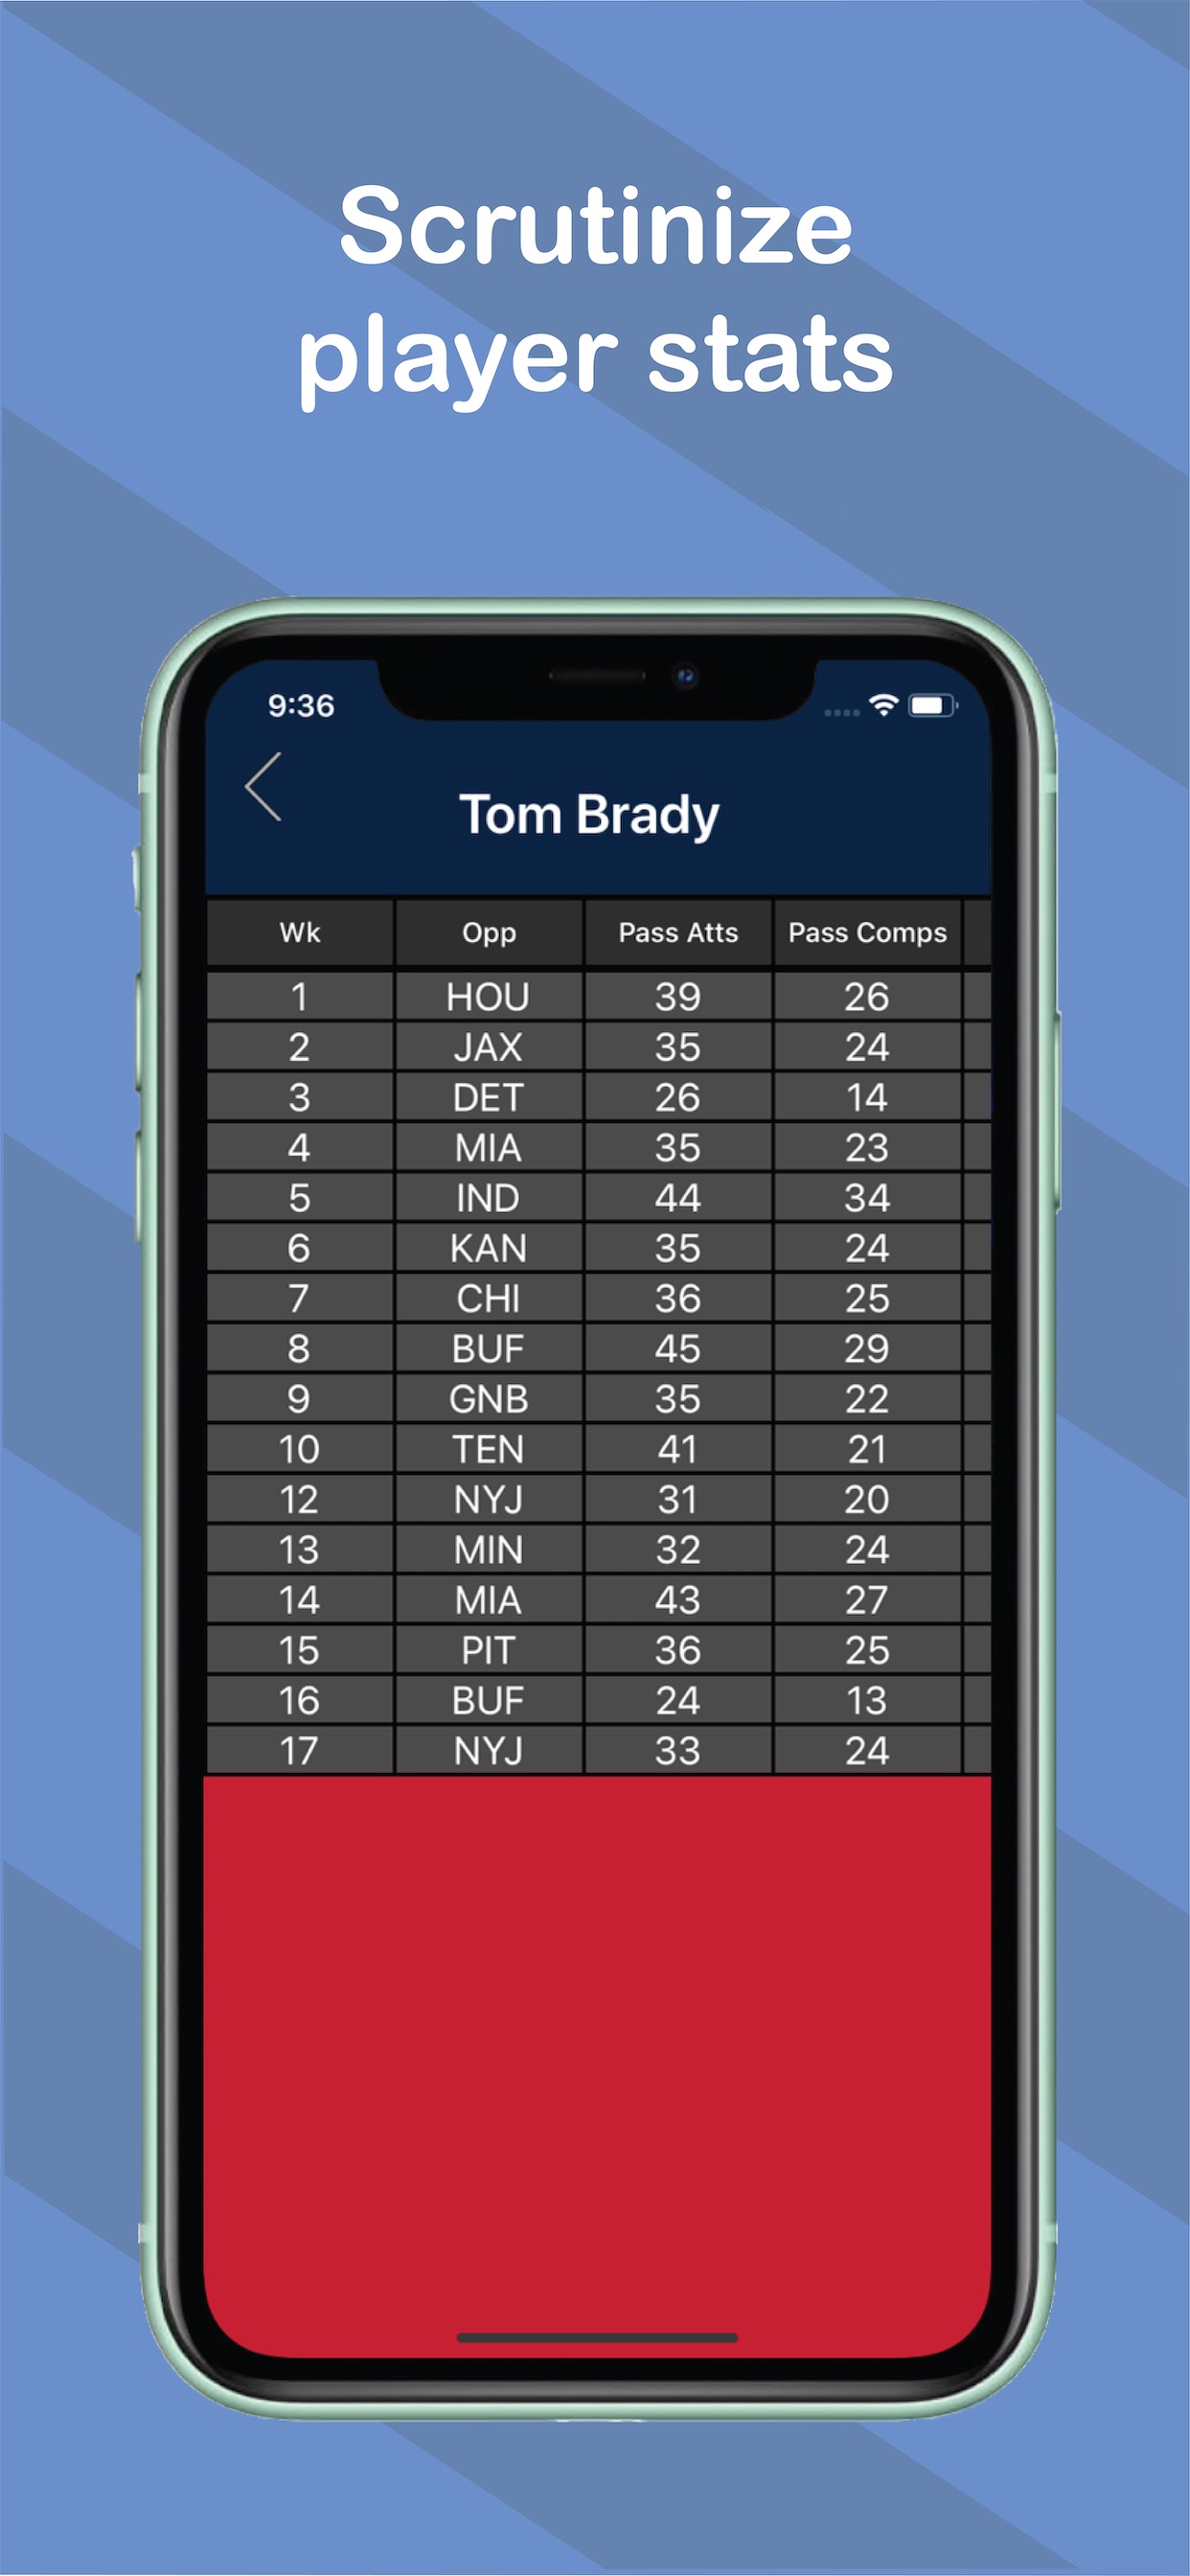 Scrutinize
player stats
9:36
Tom Brady
Wk Opp Pass Atts Pass Comps
1 HOU 39 26
2 JAX 35 24
3 DET 26 14
4 MIA 35 23
5 IND 44 34
6 KAN 35 24
7 CHI 36 25
8 BUF 45 29
9 GNB 35 22
10 TEN 41 21
12 NYJ 31 20
13 MIN 32 24
14 MIA 43 27
15 PIT 36 25
16 BUF 24 13
17 NYJ 33 24